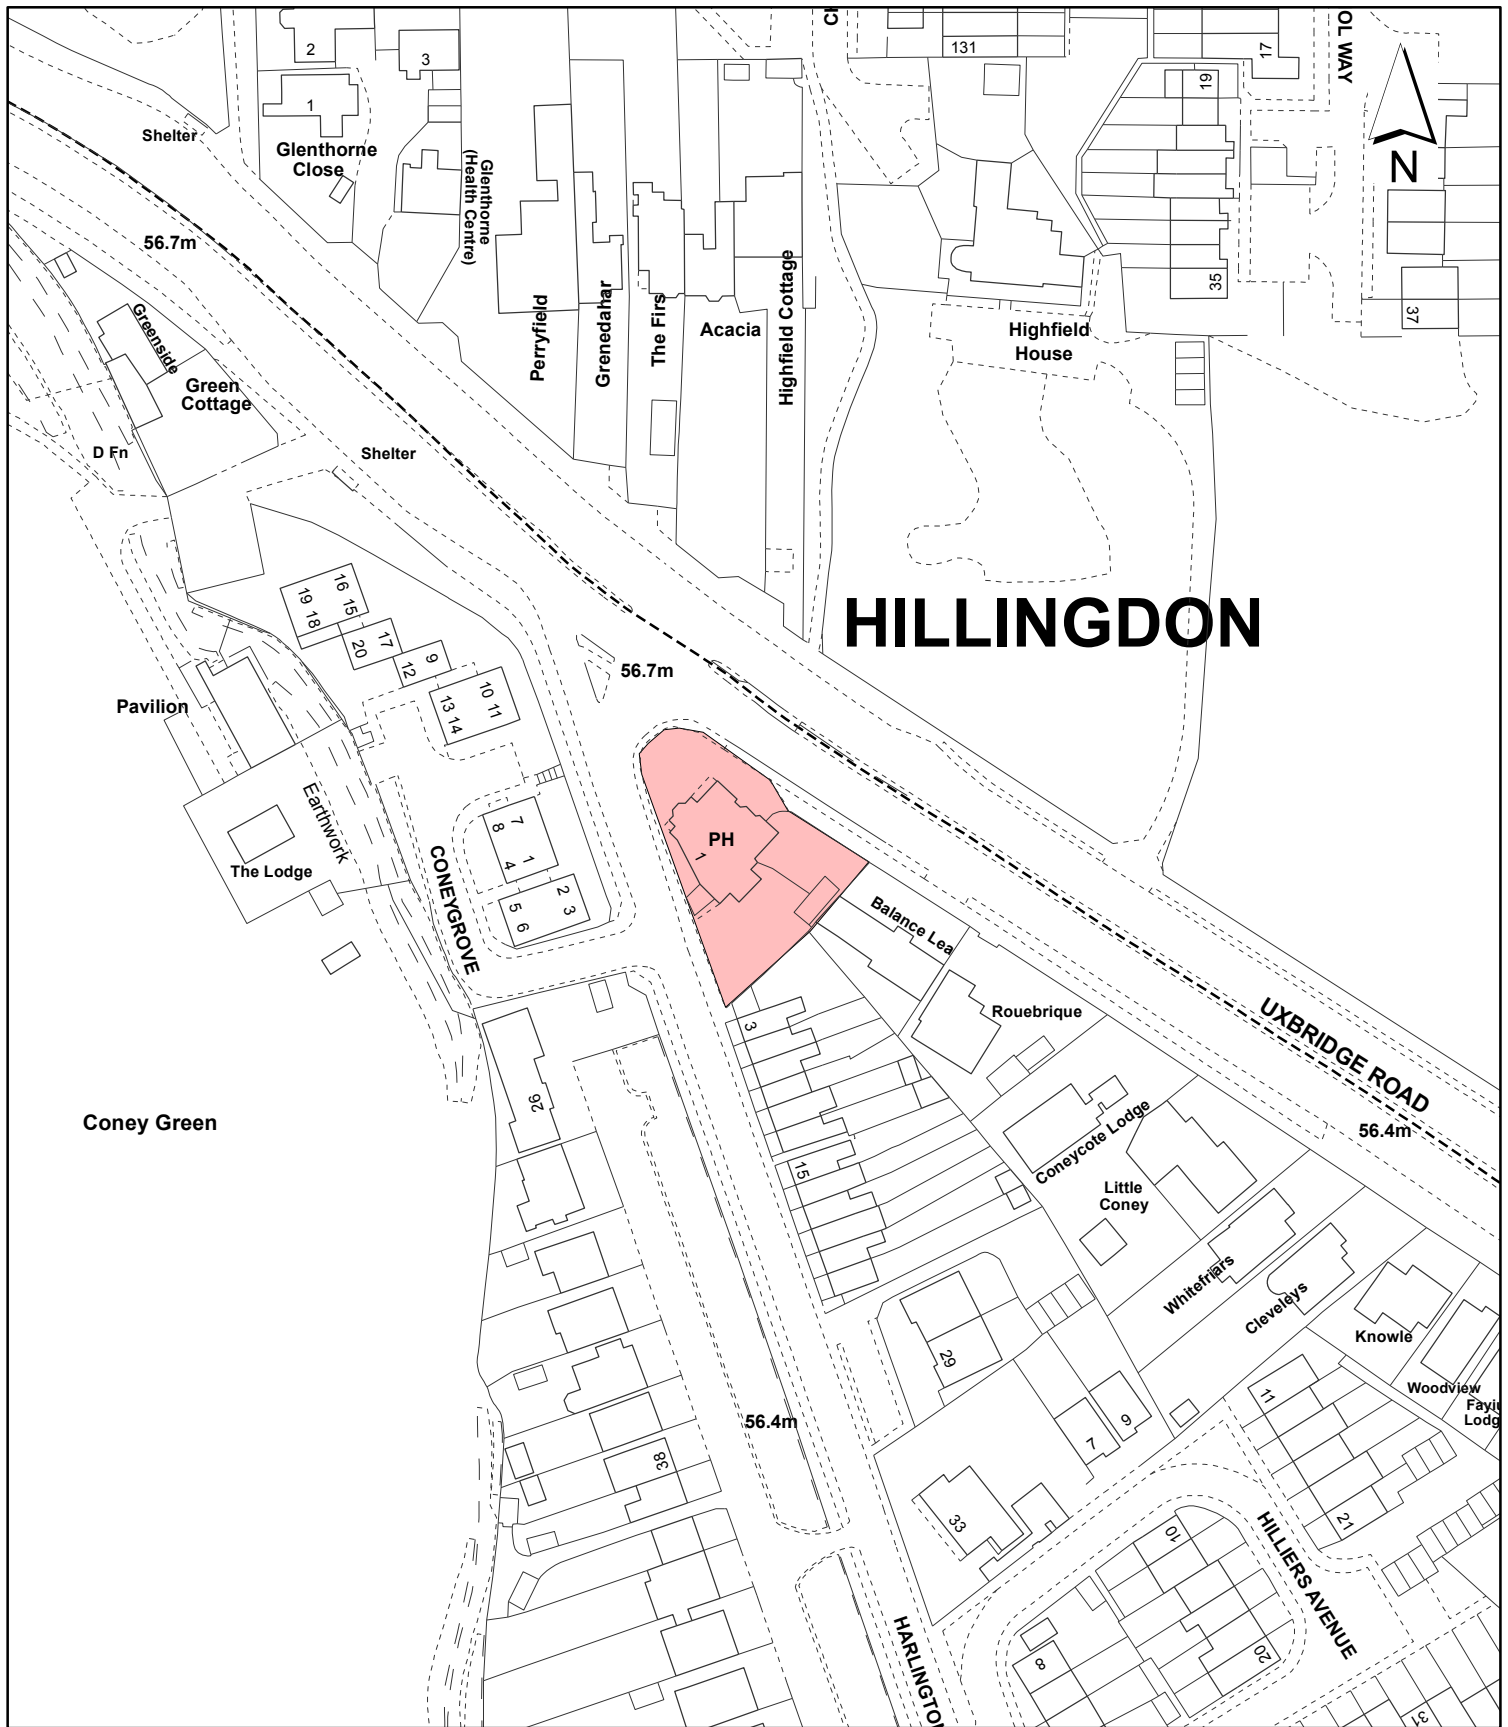 2
3
1
131
17
19
OL WAY
N
Shelter
Glenthorne
Close
Glenthorne
(Health Centre)
56.7m
35
37
Greenside
Green
Cottage
Perryfield
Grenedahar
The Firs
Acacia
Highfield Cottage
Highfield
House
D Fn
Shelter
HILLINGDON
16
15
19
18
17
20
9
12
10
11
13
14
56.7m
Pavilion
Earthwork
The Lodge
CONEYGROVE
7
8
1
4
2
3
5
6
PH
1
Balance Lea
Rouebrique
UXBRIDGE ROAD
56.4m
3
26
Coney Green
15
Coneycote Lodge
Little
Coney
Whitefriars
Cleveleys
Knowle
Woodview
Lodg
29
11
9
7
56.4m
38
33
21
10
HILLIERS AVENUE
8
20
31
HARLINGTON